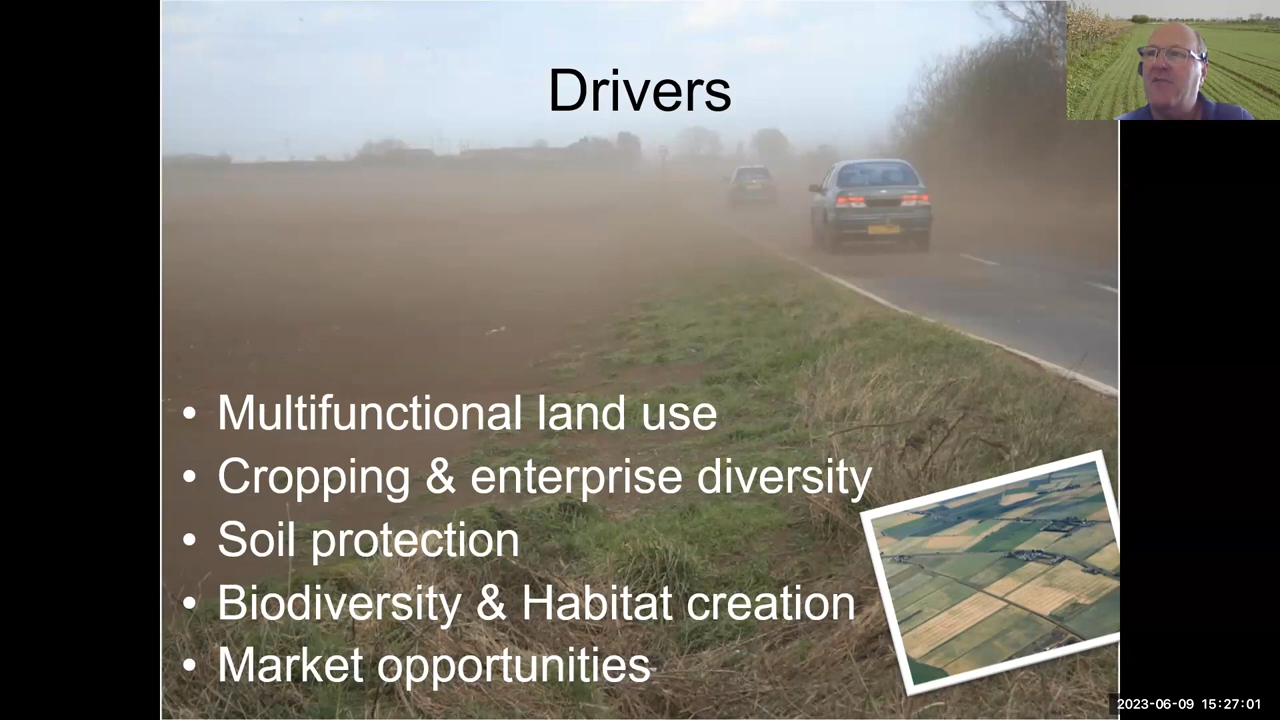 Drivers
• Multifunctional land use
• Cropping & enterprise diversity
• Soil protection
• Biodiversity & Habitat creation
• Market opportunities
2023-06-09 15:27:01